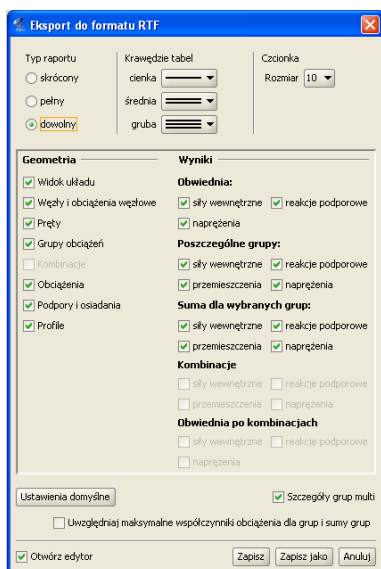 Eksport do formatu RTF
Typ raportu
Krawędzie tabel
Czcionka
skrócony
cienka
Rozmiar 10
pełny
średnia
dowolny
gruba
Geometria
Wyniki
Widok układu
Obwiednia:
Węzły i obciążenia węzłowe
siły wewnętrzne
reakcje podporowe
Pręty
naprężenia
Grupy obciążeń
Poszczególne grupy:
Kombinacje
siły wewnętrzne
reakcje podporowe
Obciążenia
przemieszczenia
naprężenia
Podpory i osiadania
Suma dla wybranych grup:
Profile
siły wewnętrzne
reakcje podporowe
przemieszczenia
naprężenia
Kombinacje
siły wewnętrzne
reakcje podporowe
przemieszczenia
naprężenia
Obwiednia po kombinacjach
siły wewnętrzne
reakcje podporowe
naprężenia
Ustawienia domyślne
Szczegóły grup multi
Uwzględniaj maksymalne współczynniki obciążenia dla grup i sumy grup
Otwórz edytor
Zapisz
Zapisz jako
Anuluj